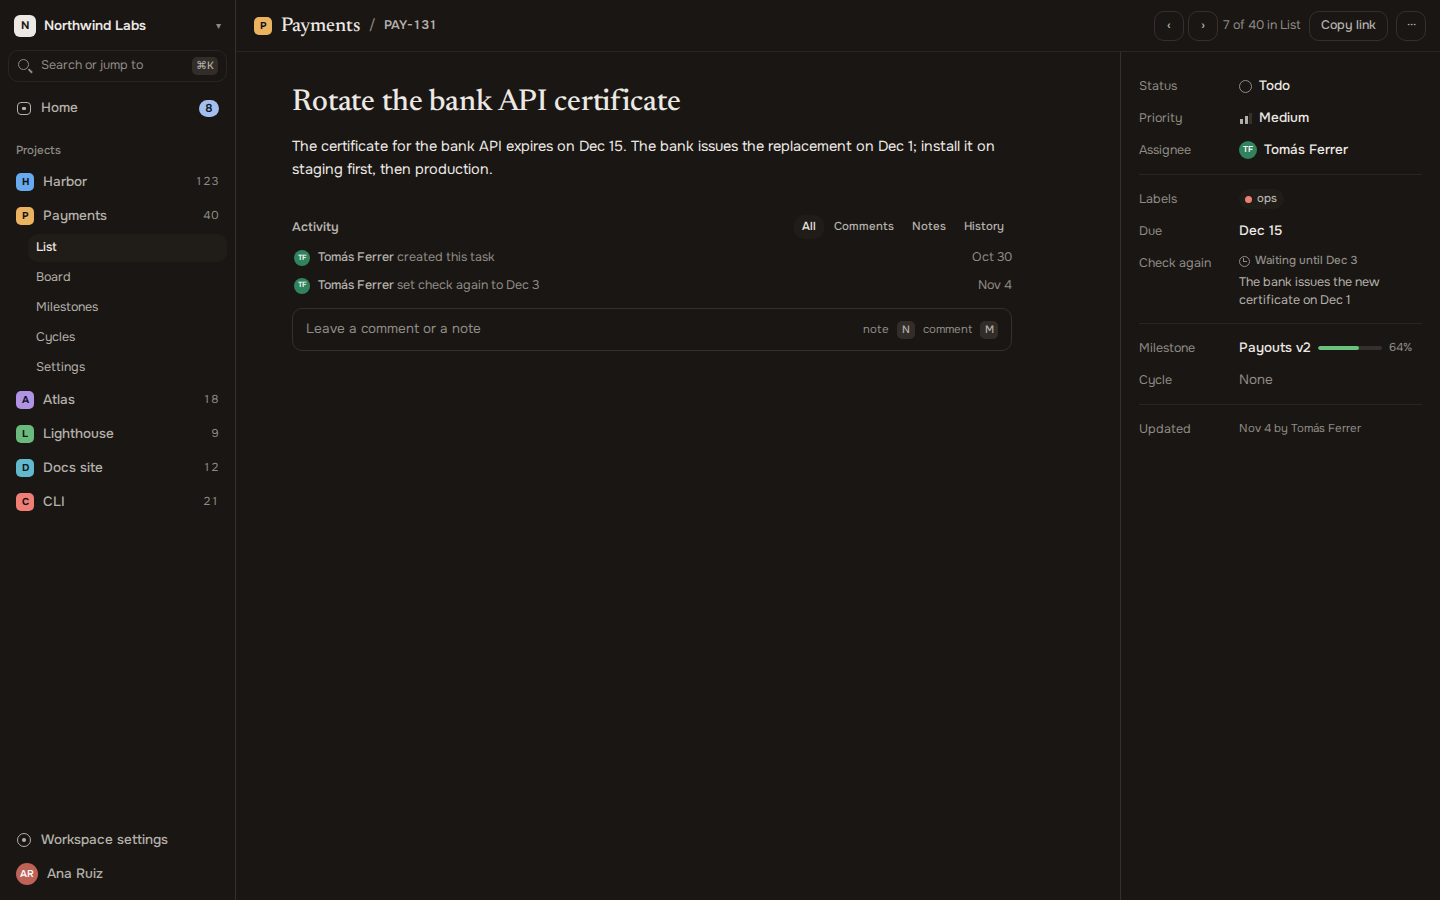 N Northwind Labs ▾
Search or jump to ⌘K
Home 8
Projects
H Harbor 123
P Payments 40
List
Board
Milestones
Cycles
Settings
A Atlas 18
L Lighthouse 9
D Docs site 12
C CLI 21
Workspace settings
AR Ana Ruiz
P Payments / PAY-131
‹ › 7 of 40 in List Copy link ···
Rotate the bank API certificate
The certificate for the bank API expires on Dec 15. The bank issues the replacement on Dec 1; install it on
staging first, then production.
Activity All Comments Notes History
TF Tomás Ferrer created this task Oct 30
TF Tomás Ferrer set check again to Dec 3 Nov 4
Leave a comment or a note note N comment M
Status Todo
Priority Medium
Assignee TF Tomás Ferrer
Labels ops
Due Dec 15
Check again Waiting until Dec 3
The bank issues the new
certificate on Dec 1
Milestone Payouts v2 64%
Cycle None
Updated Nov 4 by Tomás Ferrer